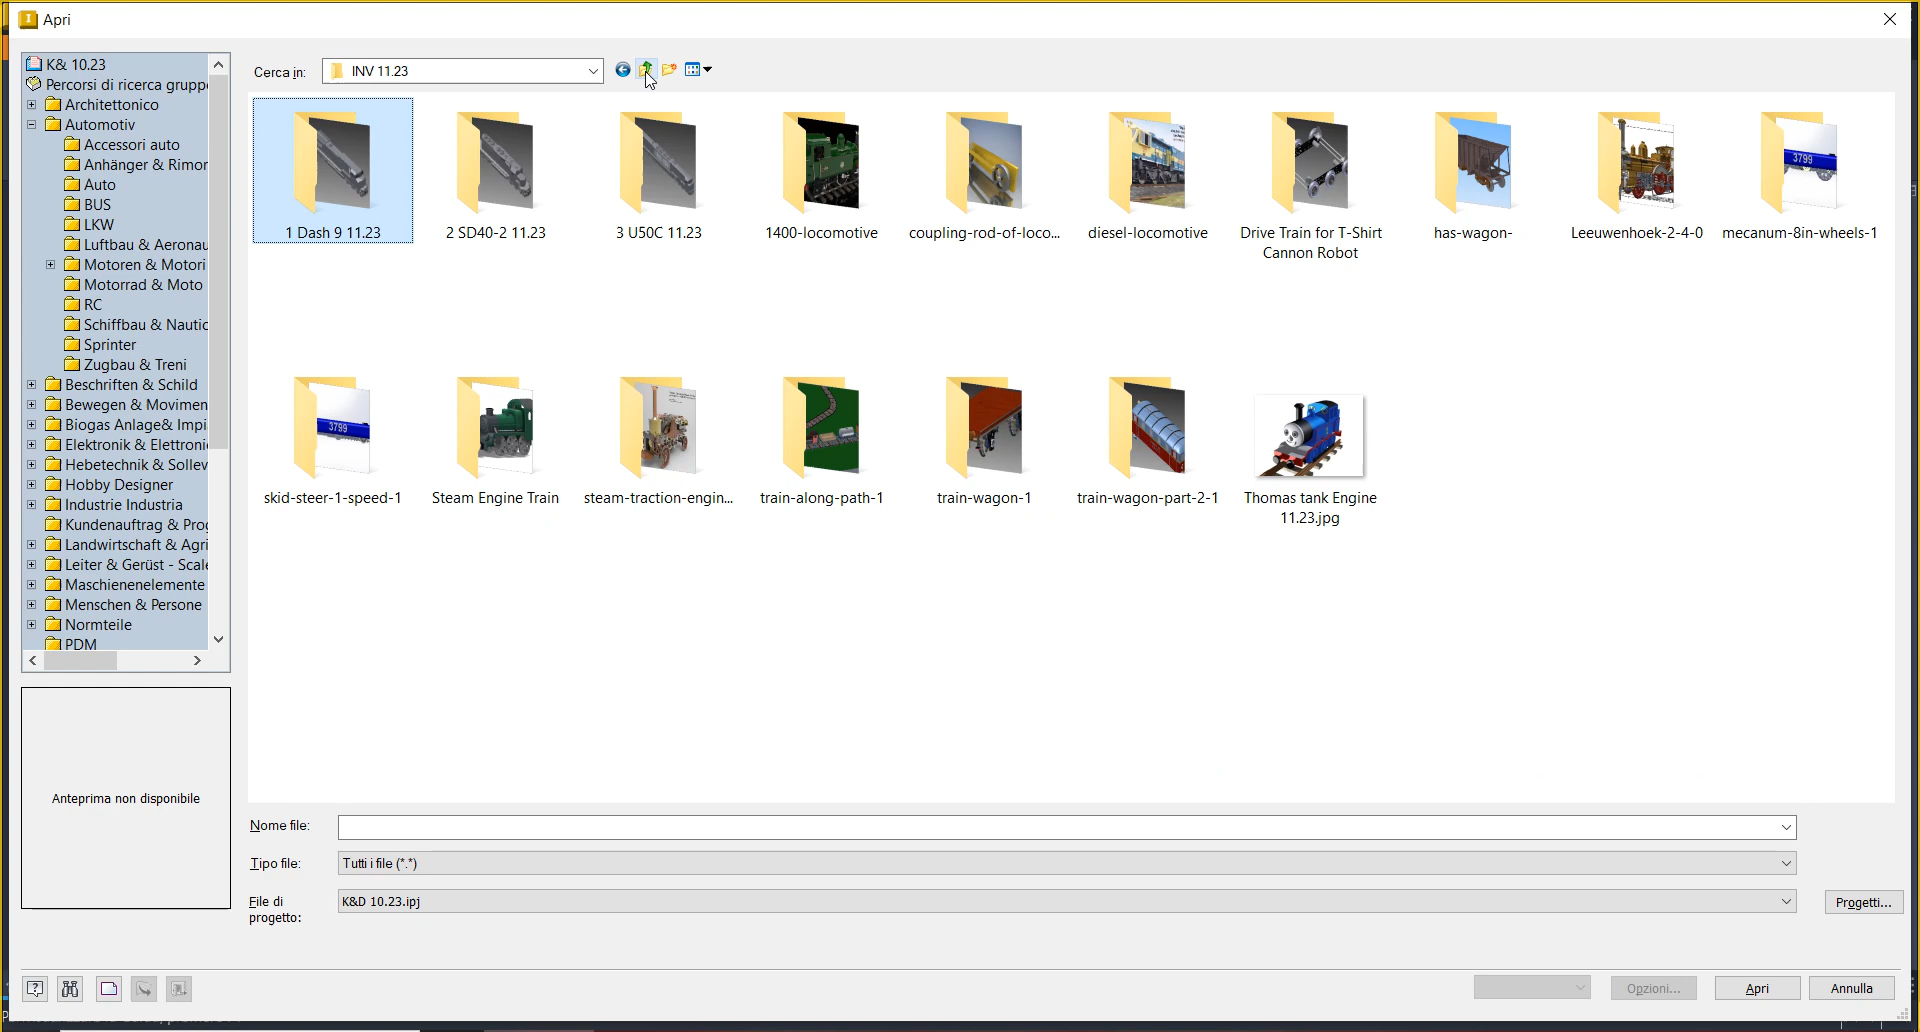 Apri
K& 10.23
Percorsi di ricerca grupp
Architettonico
Automotiv
Accessori auto
Anhänger & Rimor
Auto
BUS
LKW
Luftbau & Aeronau
Motoren & Motori
Motorrad & Moto
RC
Schiffbau & Nautic
Sprinter
Zugbau & Treni
Beschriften & Schild
Bewegen & Movimen
Biogas Anlage& Impi
Elektronik & Elettroni
Hebetechnik & Sollev
Hobby Designer
Industrie Industria
Kundenauftrag & Prog
Landwirtschaft & Agri
Leiter & Gerüst - Scale
Maschienenelemente
Menschen & Persone
Normteile
PDM
Anteprima non disponibile
Cerca in: INV 11.23
1 Dash 9 11.23
2 SD40-2 11.23
3 U50C 11.23
1400-locomotive
coupling-rod-of-loco...
diesel-locomotive
Drive Train for T-Shirt
Cannon Robot
has-wagon-
Leeuwenhoek-2-4-0
3799
mecanum-8in-wheels-1
3799
skid-steer-1-speed-1
Steam Engine Train
steam-traction-engin...
train-along-path-1
train-wagon-1
train-wagon-part-2-1
Thomas tank Engine
11.23.jpg
Nome file:
Tipo file: Tutti i file (*.*)
File di
progetto:
K&D 10.23.ipj
Progetti...
Opzioni...
Apri
Annulla